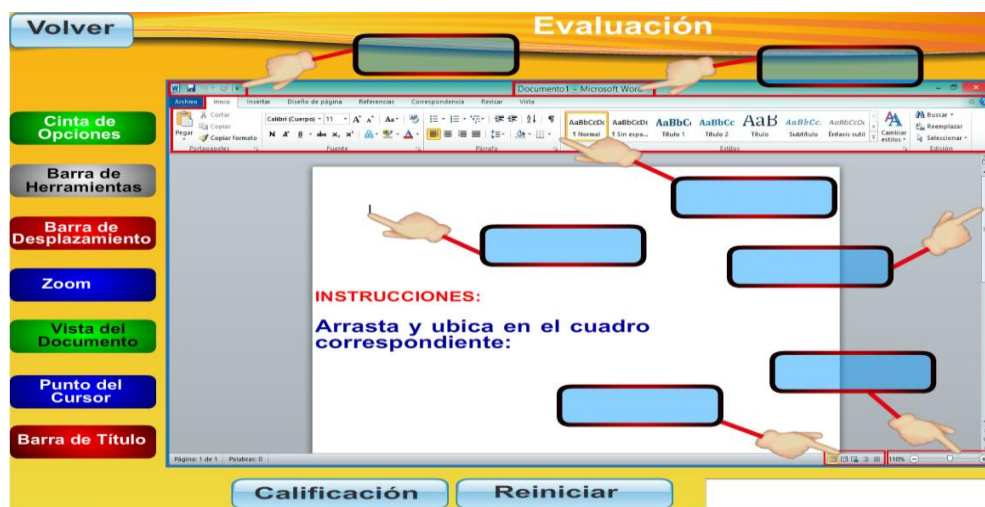 Volver
Evaluación
Documento1 - Microsoft Word
Archivo Inicio Insertar Diseño de página Referencias Correspondencia Revisar Vista
Pegar
Cortar
Copiar
Copiar formato
Portapapeles
Calibri (Cuerpo) 11
Fuente
Párrafo
AaBbCcDc AaBbCcDc AaBbC AaBbCc AaB AaBbCc. AaBbCcDc
¶ Normal ¶ Sin espa... Título 1 Título 2 Título Subtítulo Énfasis sutil
Cambiar estilos
Estilos
Buscar
Reemplazar
Seleccionar
Edición
Cinta de
Opciones
Barra de
Herramientas
Barra de
Desplazamiento
Zoom
Vista del
Documento
Punto del
Cursor
Barra de Título
INSTRUCCIONES:
Arrasta y ubica en el cuadro
correspondiente:
Página: 1 de 1 Palabras: 0
110%
Calificación
Reiniciar